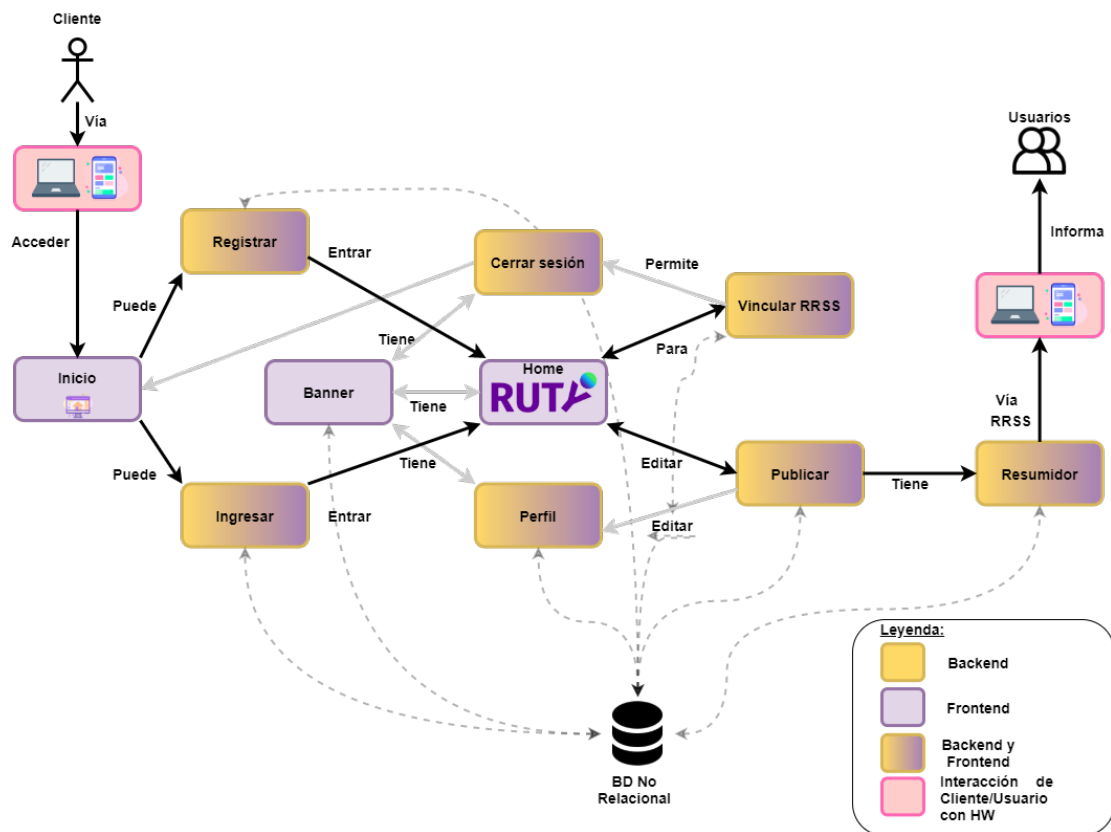 Cliente
Vía
Usuarios
Acceder
Registrar
Entrar
Cerrar sesión
Permite
Informa
Puede
Vincular RRSS
Tiene
Para
Inicio
Banner
Tiene
Home
RUTY
Vía
RRSS
Puede
Tiene
Editar
Publicar
Tiene
Resumidor
Ingresar
Entrar
Perfil
Editar
BD No
Relacional
Leyenda:
Backend
Frontend
Backend y
Frontend
Interacción de
Cliente/Usuario
con HW